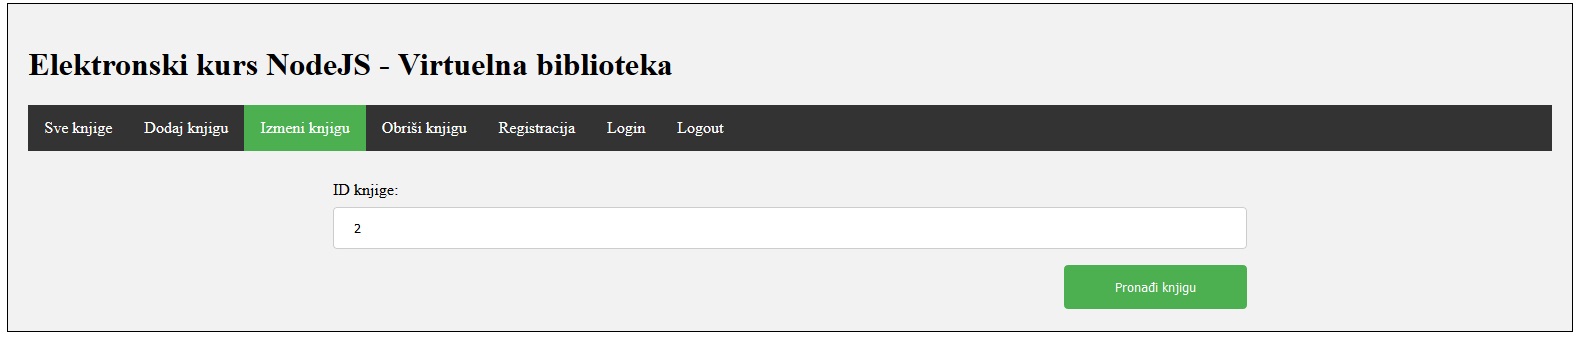 Elektronski kurs NodeJS - Virtuelna biblioteka
Sve knjige Dodaj knjigu Izmeni knjigu Obriši knjigu Registracija Login Logout
ID knjige:
2
Pronađi knjigu